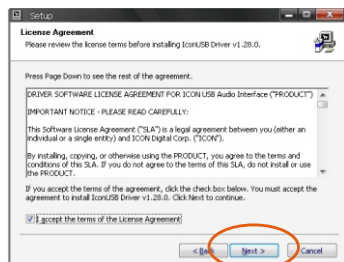 Setup
License Agreement
Please review the license terms before installing IconUSB Driver v1.28.0.
Press Page Down to see the rest of the agreement.
DRIVER SOFTWARE LICENSE AGREEMENT FOR ICON USB Audio Interface ("PRODUCT")
IMPORTANT NOTICE - PLEASE READ CAREFULLY:
This Software License Agreement ("SLA") is a legal agreement between you (either an
individual or a single entity) and ICON Digital Corp. ("ICON").
By installing, copying, or otherwise using the PRODUCT, you agree to the terms and
conditions of this SLA. If you do not agree to the terms of this SLA, do not install or use
the PRODUCT.
If you accept the terms of the agreement, click the check box below. You must accept the
agreement to install IconUSB Driver v1.28.0. Click Next to continue.
I accept the terms of the License Agreement
< Back Next > Cancel